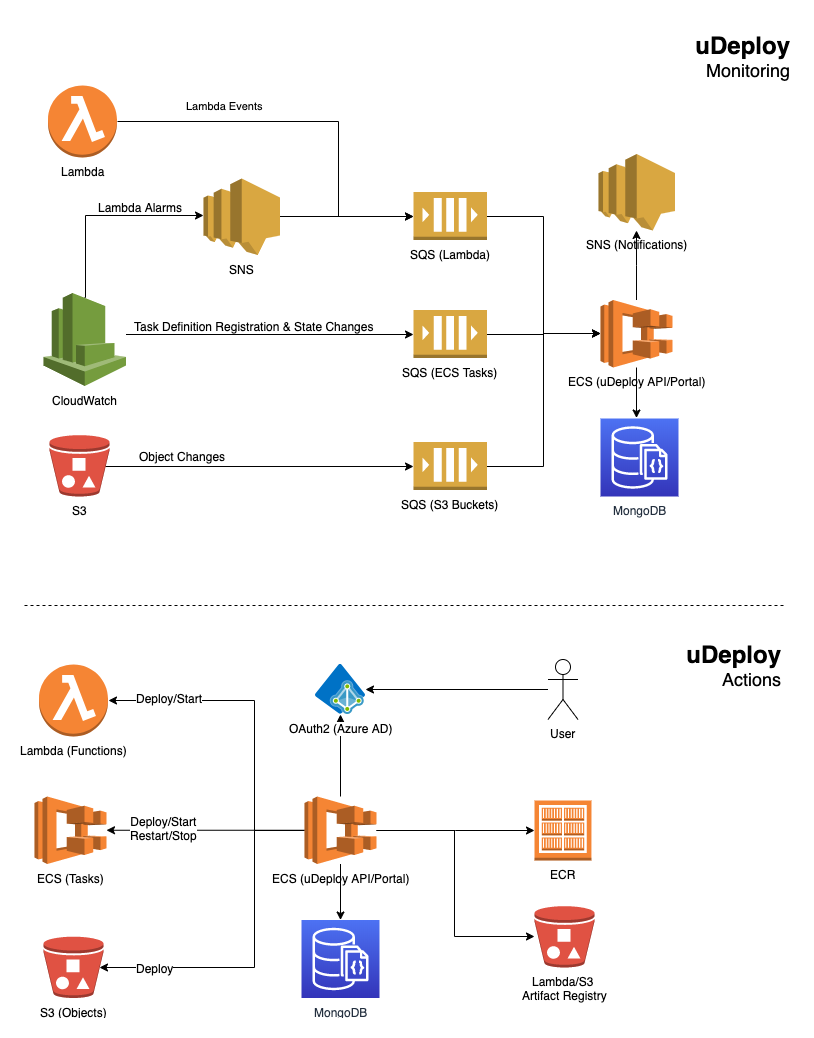 uDeploy
Monitoring
Lambda Events
Lambda
Lambda Alarms
SNS
SQS (Lambda)
SNS (Notifications)
Task Definition Registration & State Changes
CloudWatch
SQS (ECS Tasks)
ECS (uDeploy API/Portal)
Object Changes
S3
SQS (S3 Buckets)
MongoDB
uDeploy
Actions
Deploy/Start
Lambda (Functions)
OAuth2 (Azure AD)
User
Deploy/Start
Restart/Stop
ECS (Tasks)
ECS (uDeploy API/Portal)
ECR
Deploy
S3 (Objects)
MongoDB
Lambda/S3
Artifact Registry